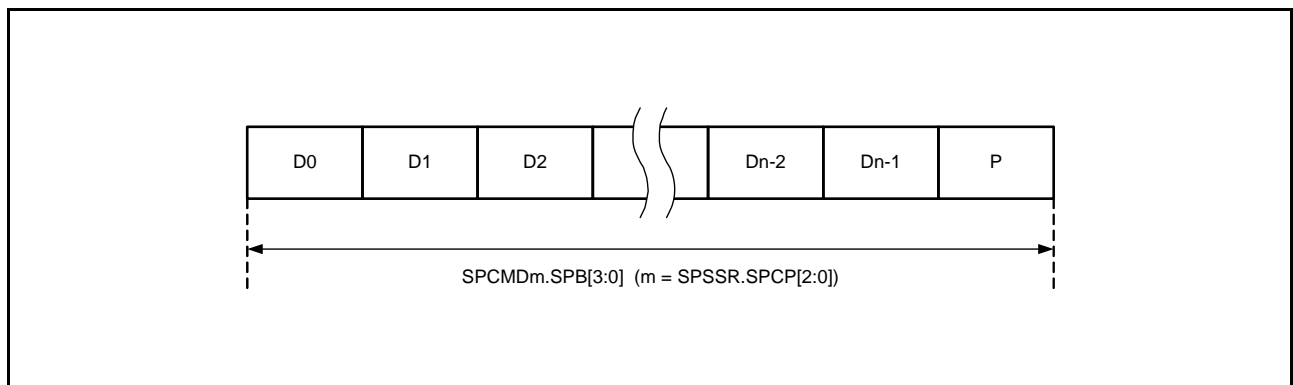 D0 D1 D2 Dn-2 Dn-1 P
SPCMDm.SPB[3:0] (m = SPSSR.SPCP[2:0])